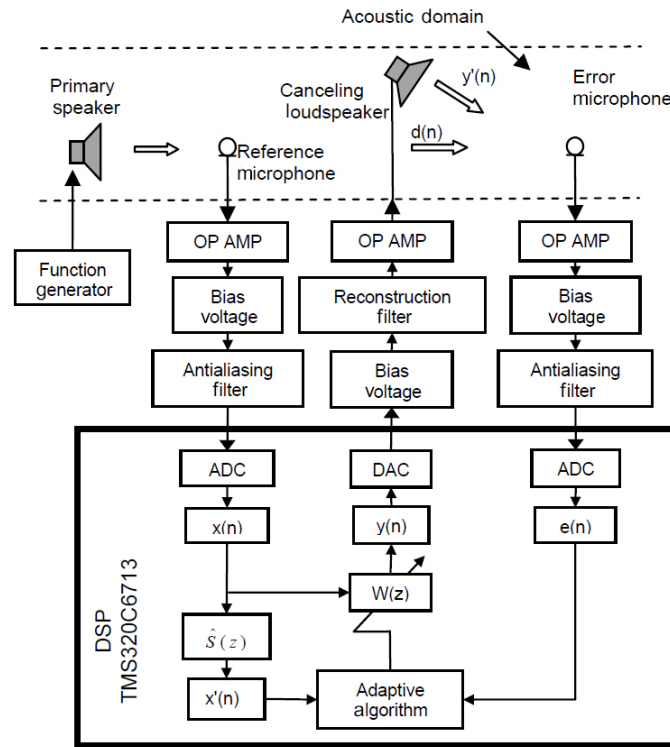 Acoustic domain
Primary
speaker
Canceling
loudspeaker
y'(n)
Error
microphone
d(n)
Reference
microphone
Function
generator
OP AMP
OP AMP
OP AMP
Bias
voltage
Reconstruction
filter
Bias
voltage
Antialiasing
filter
Bias
voltage
Antialiasing
filter
DSP
TMS320C6713
ADC
DAC
ADC
x(n)
y(n)
e(n)
W(z)
Ŝ(z)
x'(n)
Adaptive
algorithm